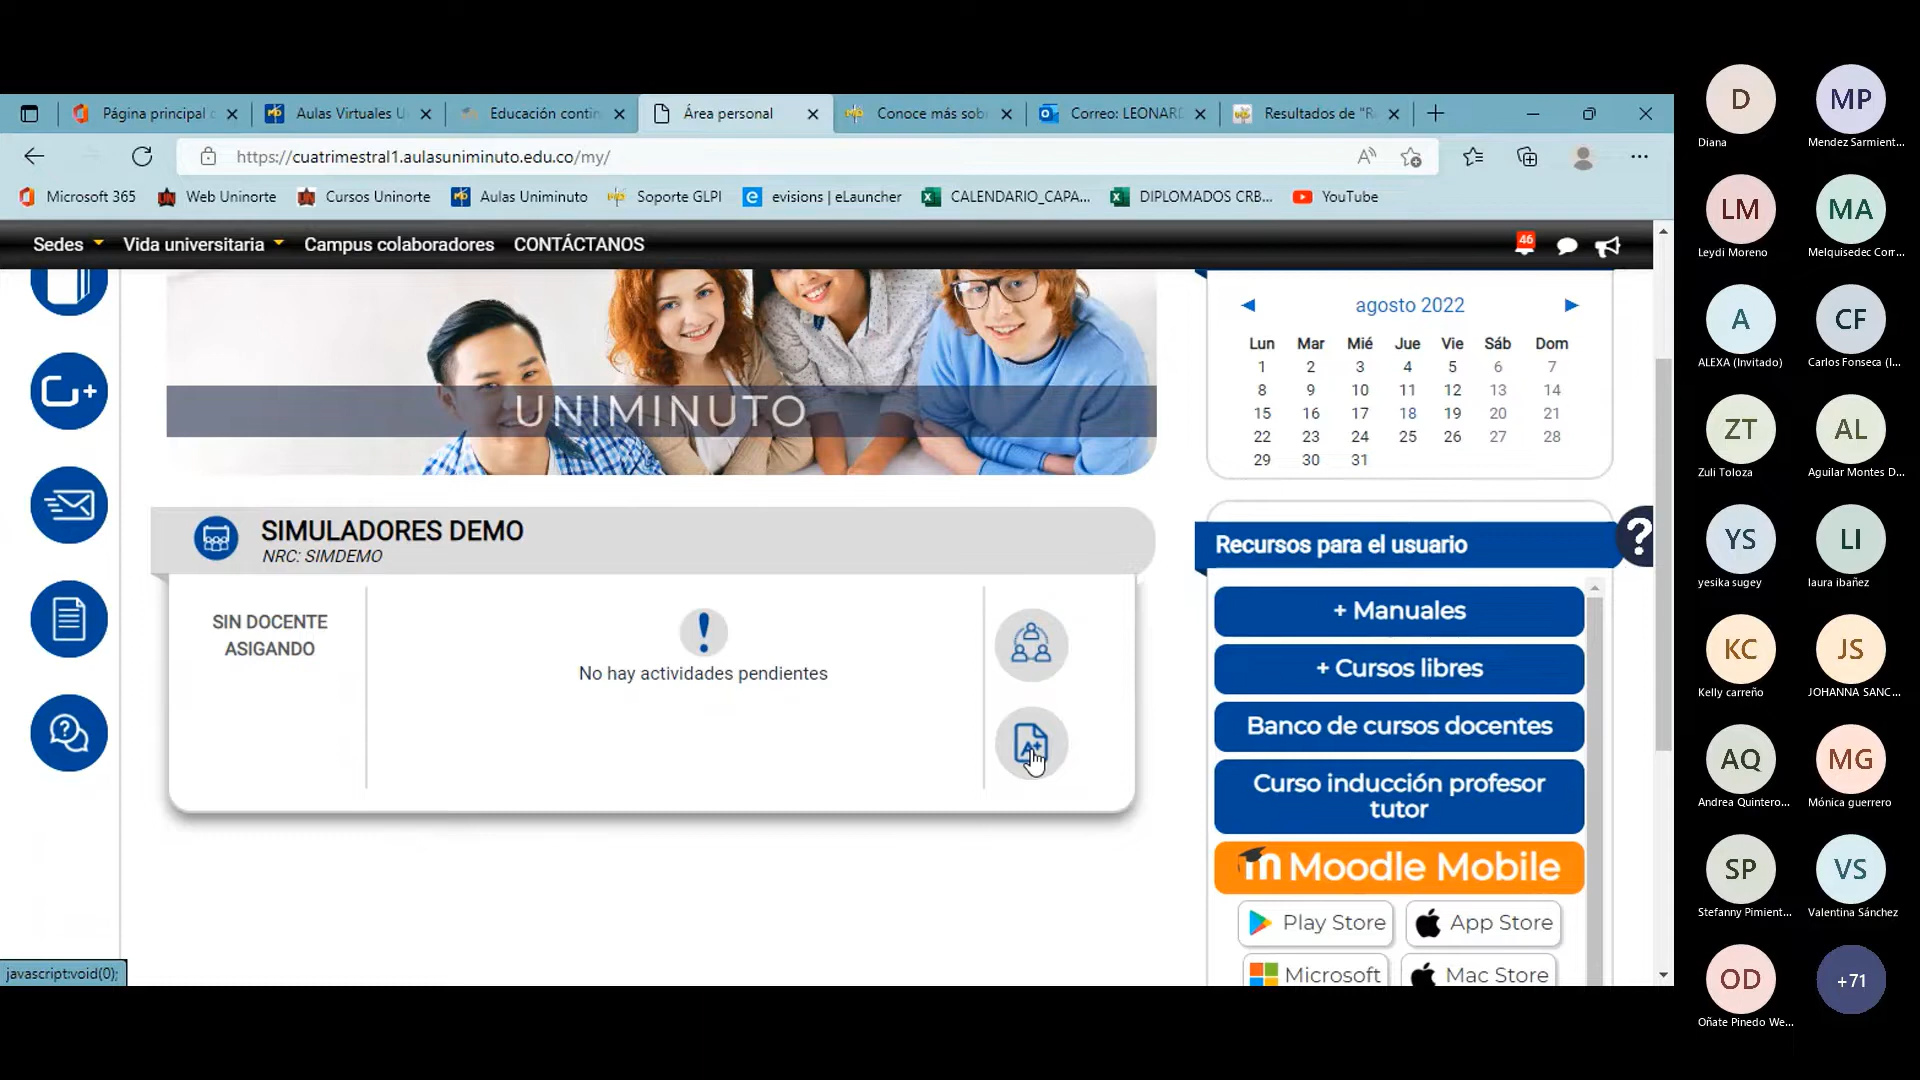 Página principal
Aulas Virtuales U
Educación contin
Área personal
Conoce más sob
Correo: LEONAR
Resultados de "R
https://cuatrimestral1.aulasuniminuto.edu.co/my/
Microsoft 365
Web Uninorte
Cursos Uninorte
Aulas Uniminuto
Soporte GLPI
evisions | eLauncher
CALENDARIO_CAPA...
DIPLOMADOS CRB...
YouTube
Sedes
Vida universitaria
Campus colaboradores
CONTÁCTANOS
46
UNIMINUTO
agosto 2022
Lun Mar Mié Jue Vie Sáb Dom
1 2 3 4 5 6 7
8 9 10 11 12 13 14
15 16 17 18 19 20 21
22 23 24 25 26 27 28
29 30 31
SIMULADORES DEMO
NRC: SIMDEMO
SIN DOCENTE
ASIGANDO
No hay actividades pendientes
A+
Recursos para el usuario
?
+ Manuales
+ Cursos libres
Banco de cursos docentes
Curso inducción profesor
tutor
Moodle Mobile
Play Store
App Store
Microsoft
Mac Store
javascript:void(0);
D
Diana
MP
Mendez Sarmient...
LM
Leydi Moreno
MA
Melquisedec Corr...
A
ALEXA (Invitado)
CF
Carlos Fonseca (I...
ZT
Zuli Toloza
AL
Aguilar Montes D...
YS
yesika sugey
LI
laura ibañez
KC
Kelly carreño
JS
JOHANNA SANC...
AQ
Andrea Quintero...
MG
Mónica guerrero
SP
Stefanny Pimient...
VS
Valentina Sánchez
OD
Oñate Pinedo We...
+71